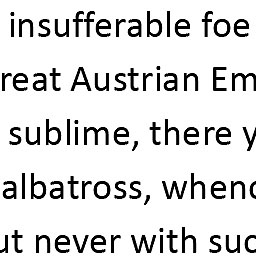 insufferable foe
reat Austrian Em
sublime, there y
albatross, whenc
ut never with suc